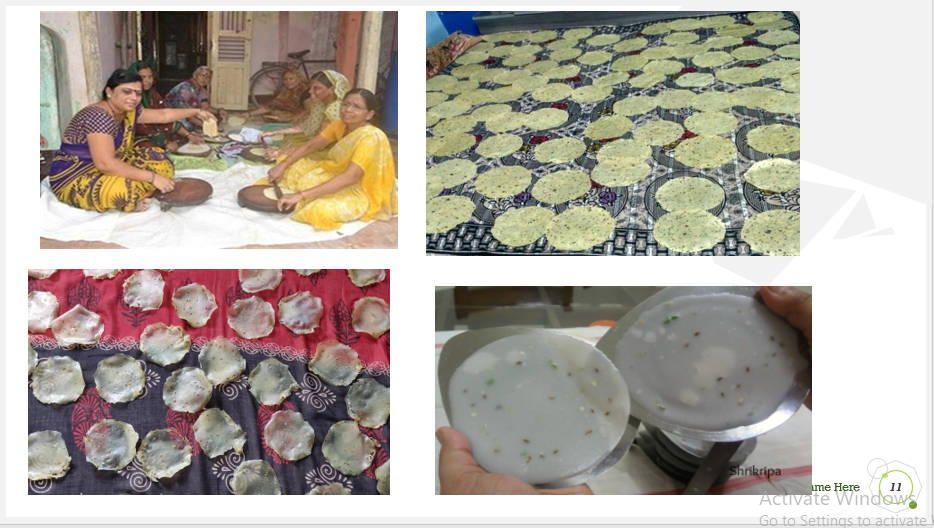 Shrikripa
ame Here
11
Activate Windows
Go to Settings to activate